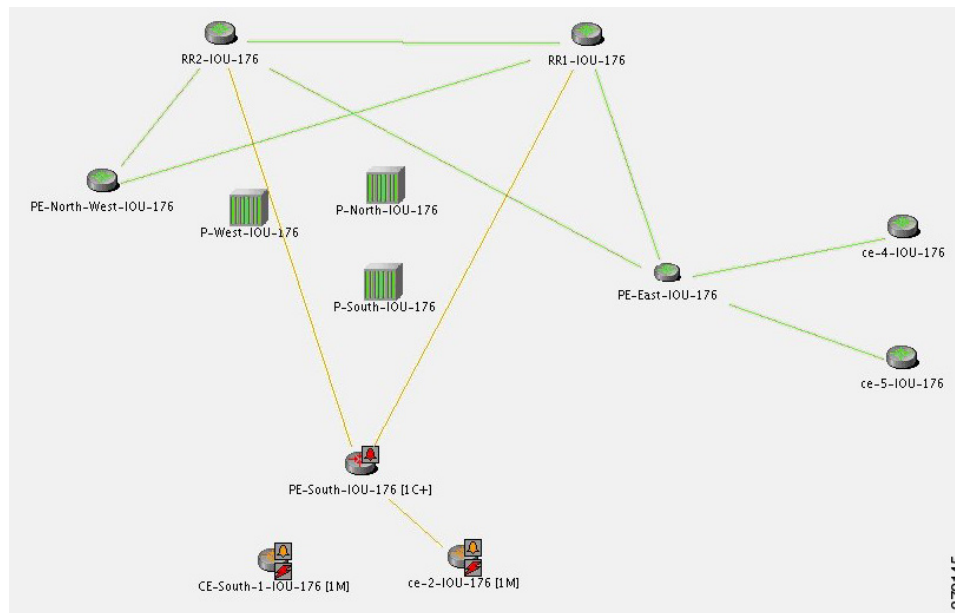 RR2-IOU-176
RR1-IOU-176
PE-North-West-IOU-176
P-North-IOU-176
P-West-IOU-176
ce-4-IOU-176
PE-East-IOU-176
P-South-IOU-176
ce-5-IOU-176
PE-South-IOU-176 [1C+]
CE-South-1-IOU-176 [1M]
ce-2-IOU-176 [1M]